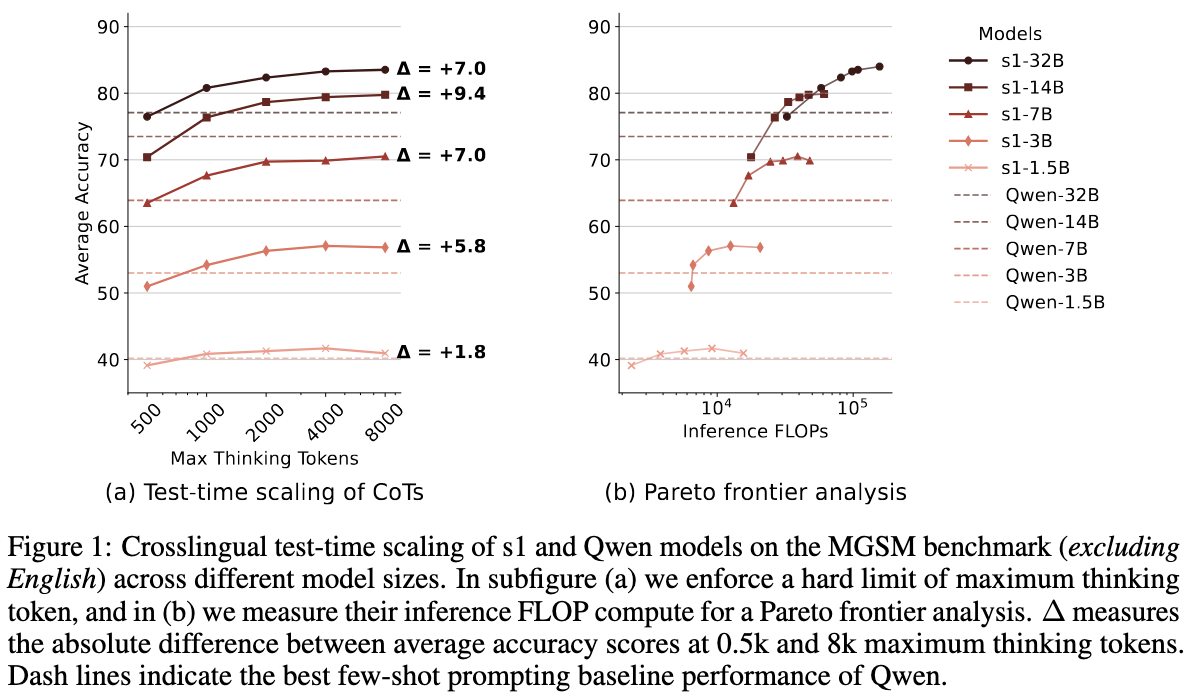 90
80
70
60
50
40
Average Accuracy
Δ = +7.0
Δ = +9.4
Δ = +7.0
Δ = +5.8
Δ = +1.8
500
1000
2000
4000
8000
Max Thinking Tokens
(a) Test-time scaling of CoTs
90
80
70
60
50
40
10⁴
10⁵
Inference FLOPs
(b) Pareto frontier analysis
Models
s1-32B
s1-14B
s1-7B
s1-3B
s1-1.5B
Qwen-32B
Qwen-14B
Qwen-7B
Qwen-3B
Qwen-1.5B
Figure 1: Crosslingual test-time scaling of s1 and Qwen models on the MGSM benchmark (excluding
English) across different model sizes. In subfigure (a) we enforce a hard limit of maximum thinking
token, and in (b) we measure their inference FLOP compute for a Pareto frontier analysis. Δ measures
the absolute difference between average accuracy scores at 0.5k and 8k maximum thinking tokens.
Dash lines indicate the best few-shot prompting baseline performance of Qwen.